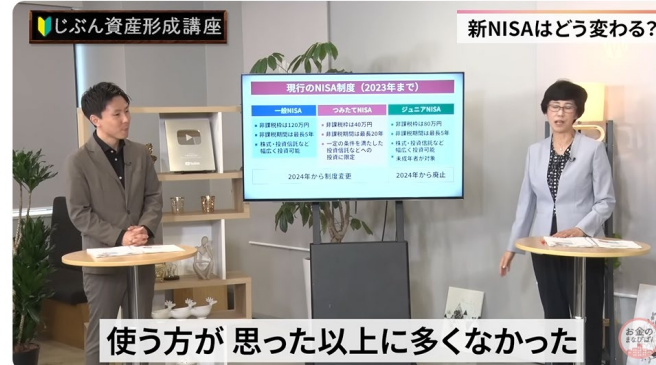 じぶん資産形成講座
新NISAはどう変わる?
現行のNISA制度（2023年まで）
一般NISA
非課税枠は120万円
非課税期間は最長5年
株式・投資信託など
幅広く投資可能
つみたてNISA
非課税枠は40万円
非課税期間は最長20年
一定の条件を満たした
投資信託などへの
投資に限定
ジュニアNISA
非課税枠は80万円
非課税期間は最長5年
株式・投資信託など
幅広く投資可能
未成年者が対象
2024年から制度変更
2024年から廃止
使う方が 思った以上に多くなかった
お金の
まなびば!